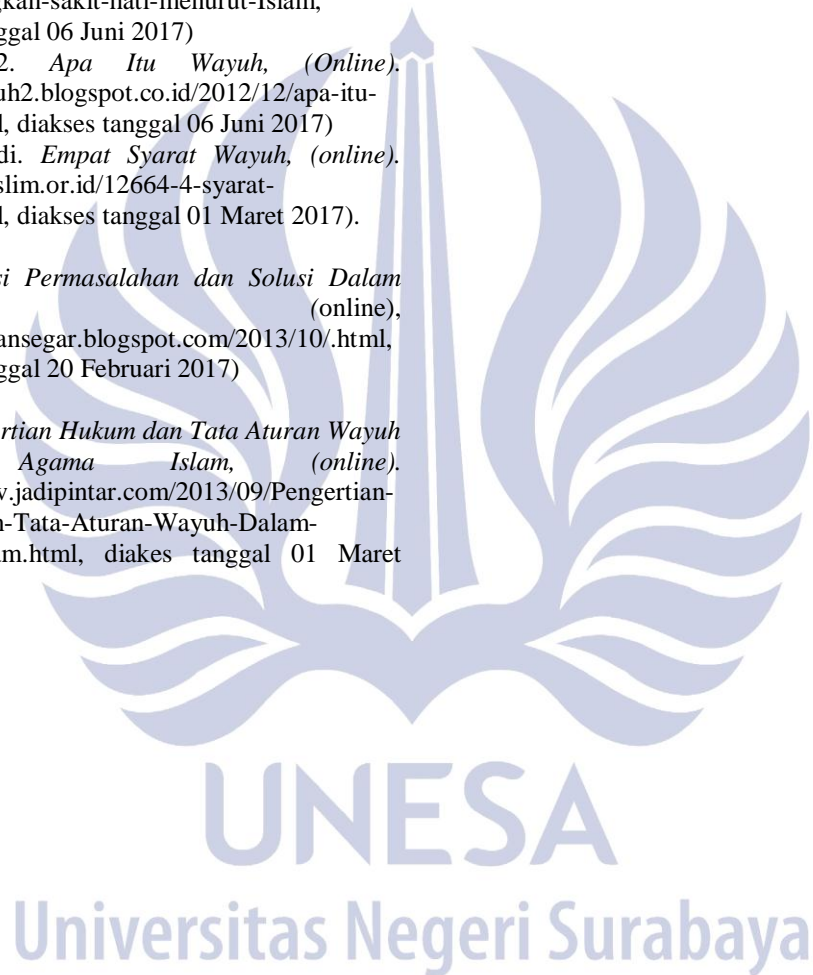 gkah-sakit-hati-menurut-Islam,
ggal 06 Juni 2017)
2. Apa Itu Wayuh, (Online).
uh2.blogspot.co.id/2012/12/apa-itu-
l, diakses tanggal 06 Juni 2017)
di. Empat Syarat Wayuh, (online).
slim.or.id/12664-4-syarat-
l, diakses tanggal 01 Maret 2017).
si Permasalahan dan Solusi Dalam
(online),
ansegar.blogspot.com/2013/10/.html,
ggal 20 Februari 2017)
rtian Hukum dan Tata Aturan Wayuh
Agama Islam, (online).
v.jadipintar.com/2013/09/Pengertian-
n-Tata-Aturan-Wayuh-Dalam-
am.html, diakes tanggal 01 Maret
UNESA
Universitas Negeri Surabaya